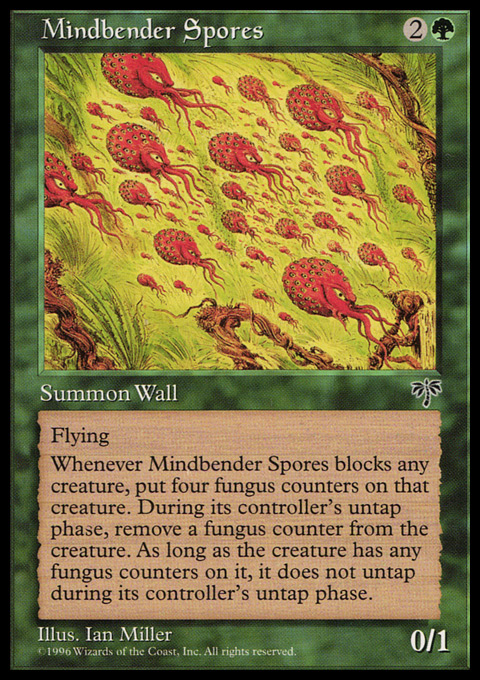 Mindbender Spores 2
Summon Wall
Flying
Whenever Mindbender Spores blocks any
creature, put four fungus counters on that
creature. During its controller's untap
phase, remove a fungus counter from the
creature. As long as the creature has any
fungus counters on it, it does not untap
during its controller's untap phase.
Illus. Ian Miller
0/1
©1996 Wizards of the Coast, Inc. All rights reserved.